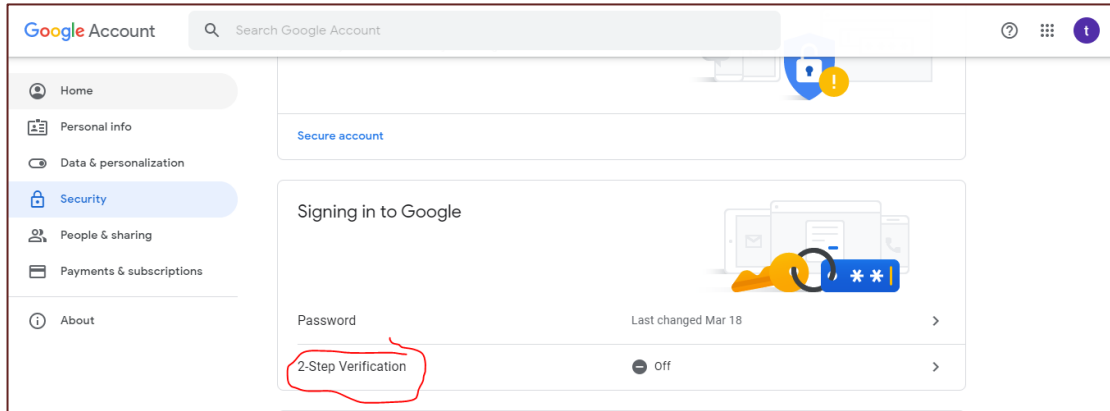 Google Account
Search Google Account
t
Home
Personal info
Data & personalization
Security
People & sharing
Payments & subscriptions
About
!
Secure account
Signing in to Google
**|
Password Last changed Mar 18
2-Step Verification Off